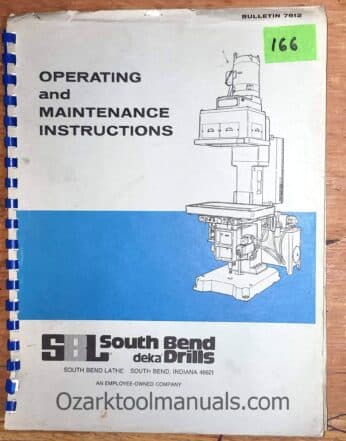 BULLETIN 7812
166
OPERATING
and
MAINTENANCE
INSTRUCTIONS
SBL South Bend
deka Drills
SOUTH BEND LATHE SOUTH BEND, INDIANA 46621
AN EMPLOYEE-OWNED COMPANY
Ozarktoolmanuals.com